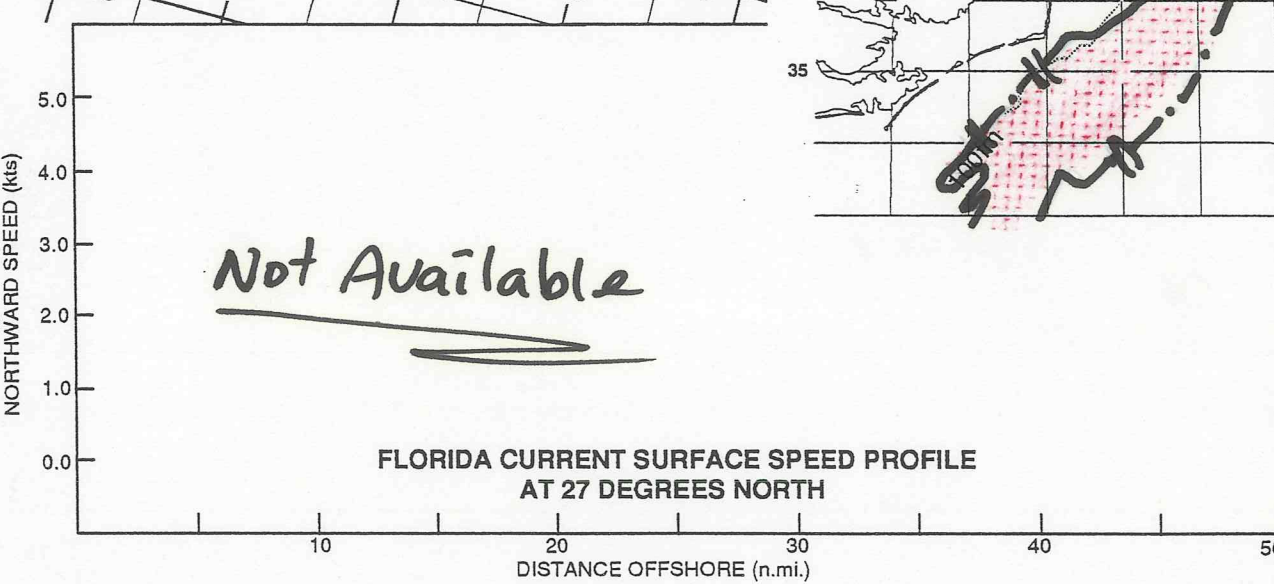 35
100m
5.0
4.0
3.0
2.0
1.0
0.0
NORTHWARD SPEED (kts)
Not Available
FLORIDA CURRENT SURFACE SPEED PROFILE
AT 27 DEGREES NORTH
10
20
30
40
DISTANCE OFFSHORE (n.mi.)